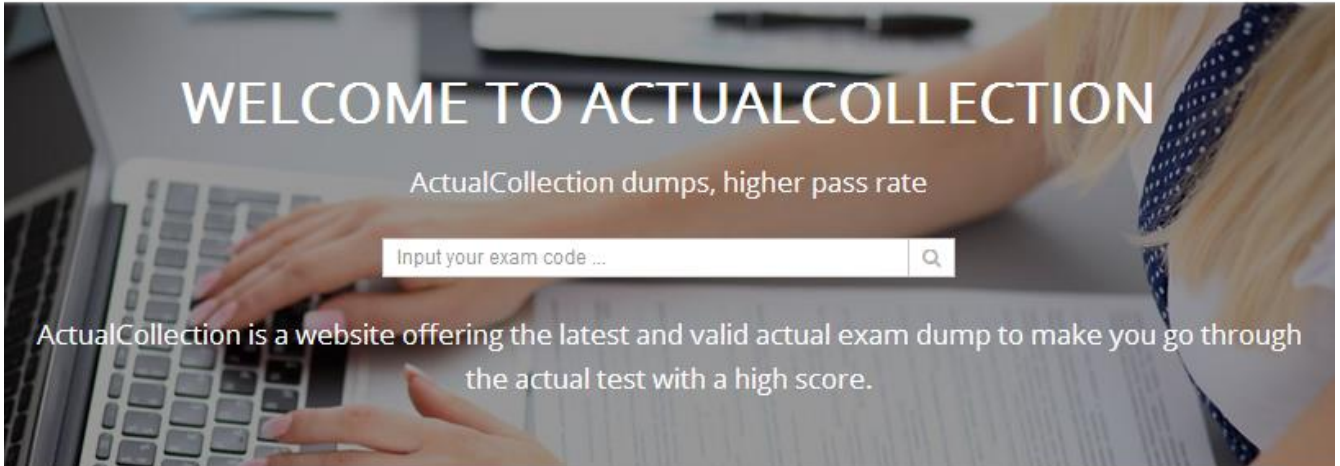 WELCOME TO ACTUALCOLLECTION
ActualCollection dumps, higher pass rate
Input your exam code ...
ActualCollection is a website offering the latest and valid actual exam dump to make you go through
the actual test with a high score.